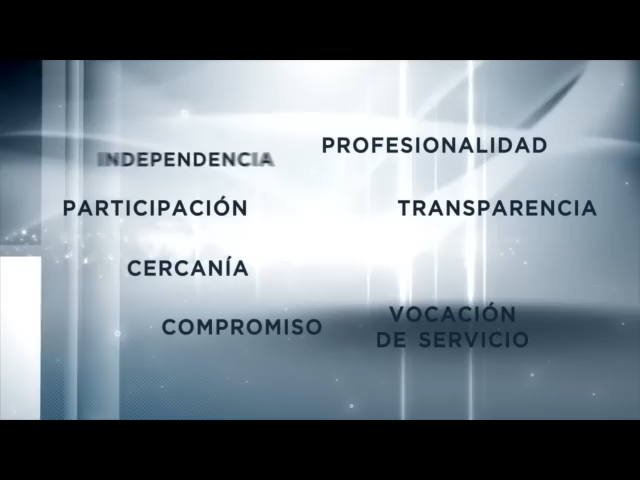 PROFESIONALIDAD
INDEPENDENCIA
PARTICIPACIÓN
TRANSPARENCIA
CERCANÍA
COMPROMISO
VOCACIÓN
DE SERVICIO